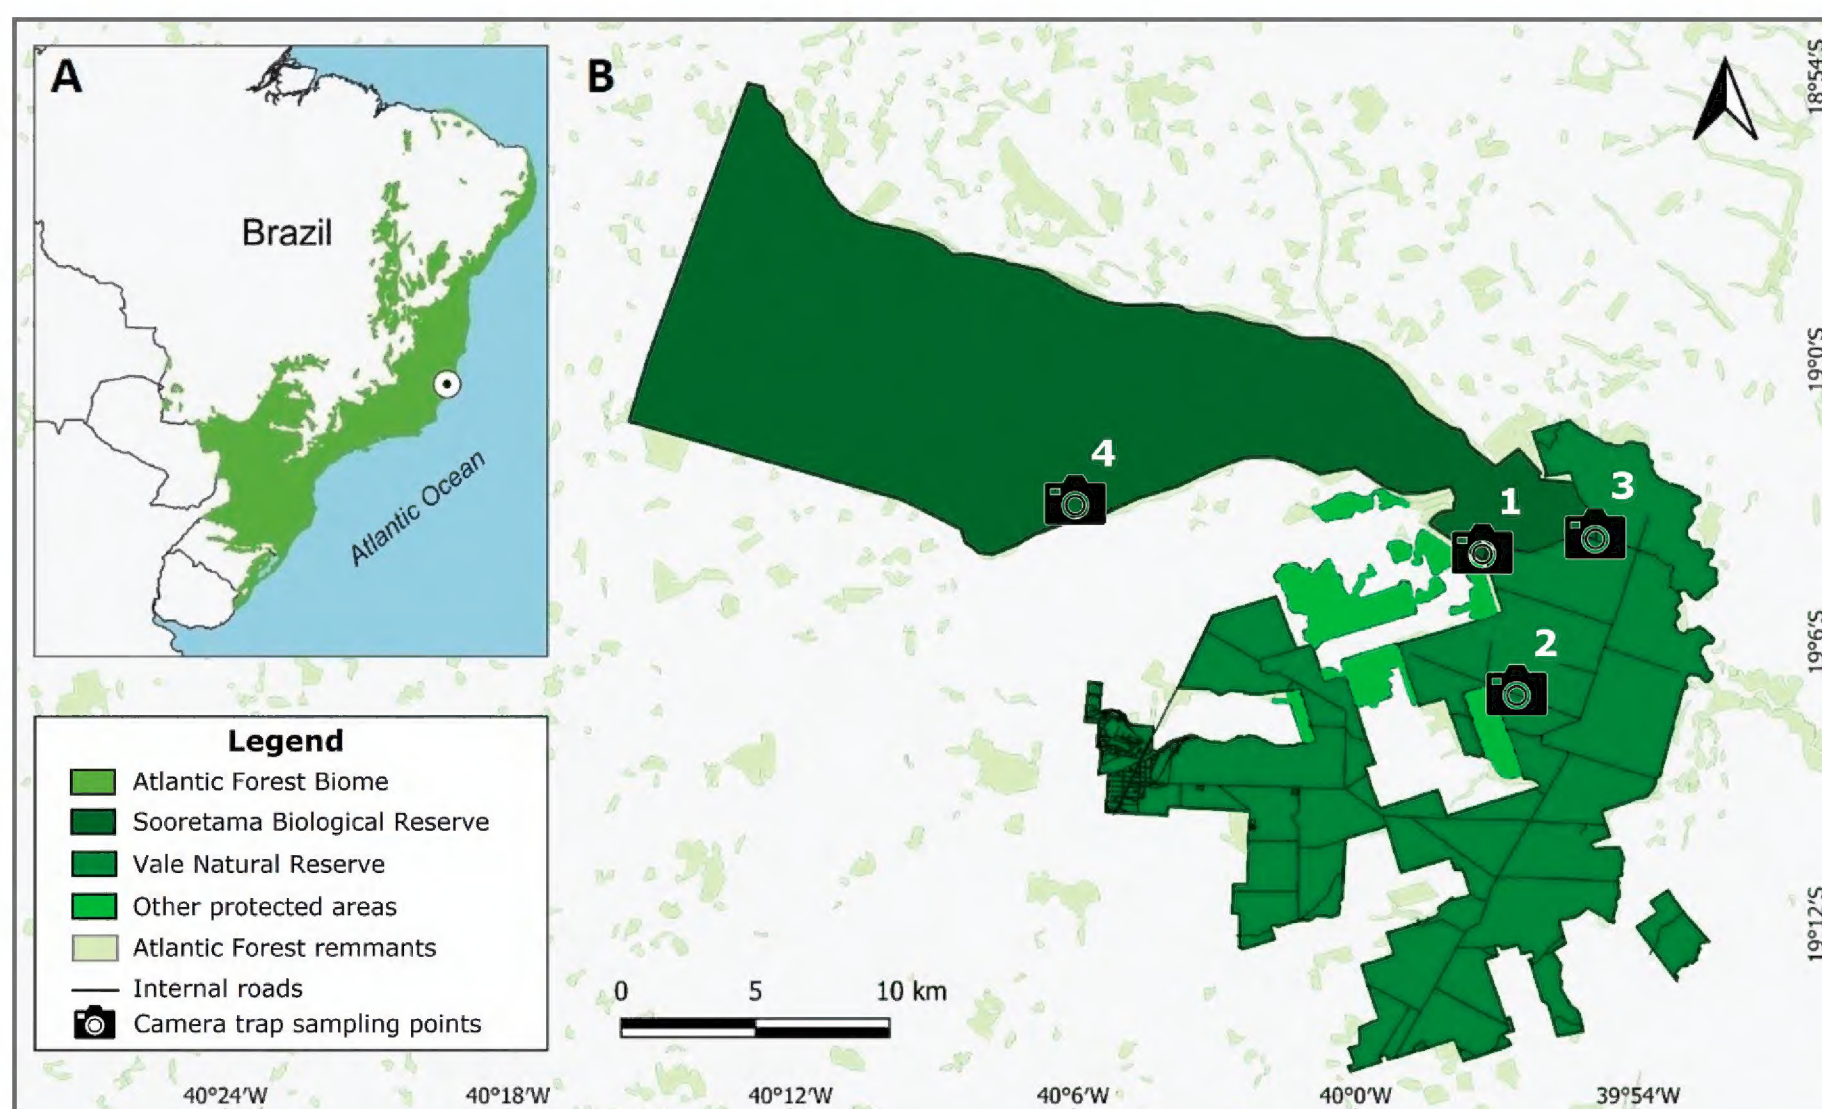 A
Brazil
Atlantic Ocean
B
4
1
3
2
18°54'S
19°0'S
19°6'S
19°12'S
Legend
Atlantic Forest Biome
Sooretama Biological Reserve
Vale Natural Reserve
Other protected areas
Atlantic Forest remmants
Internal roads
Camera trap sampling points
0 5 10 km
40°24'W 40°18'W 40°12'W 40°6'W 40°0'W 39°54'W